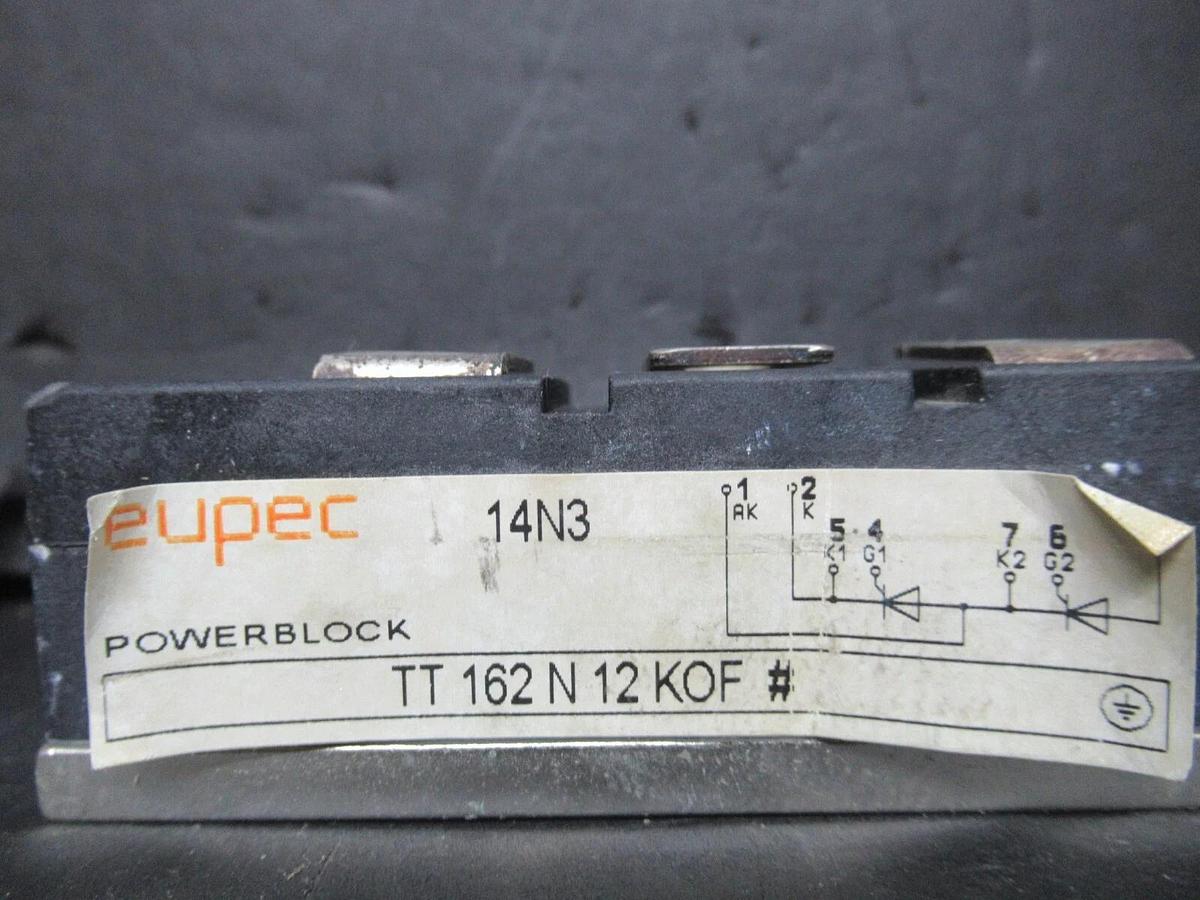 eupec
14N3
1 2
AK K
5 4 7 6
K1 G1 K2 G2
POWERBLOCK
TT 162 N 12 KOF #